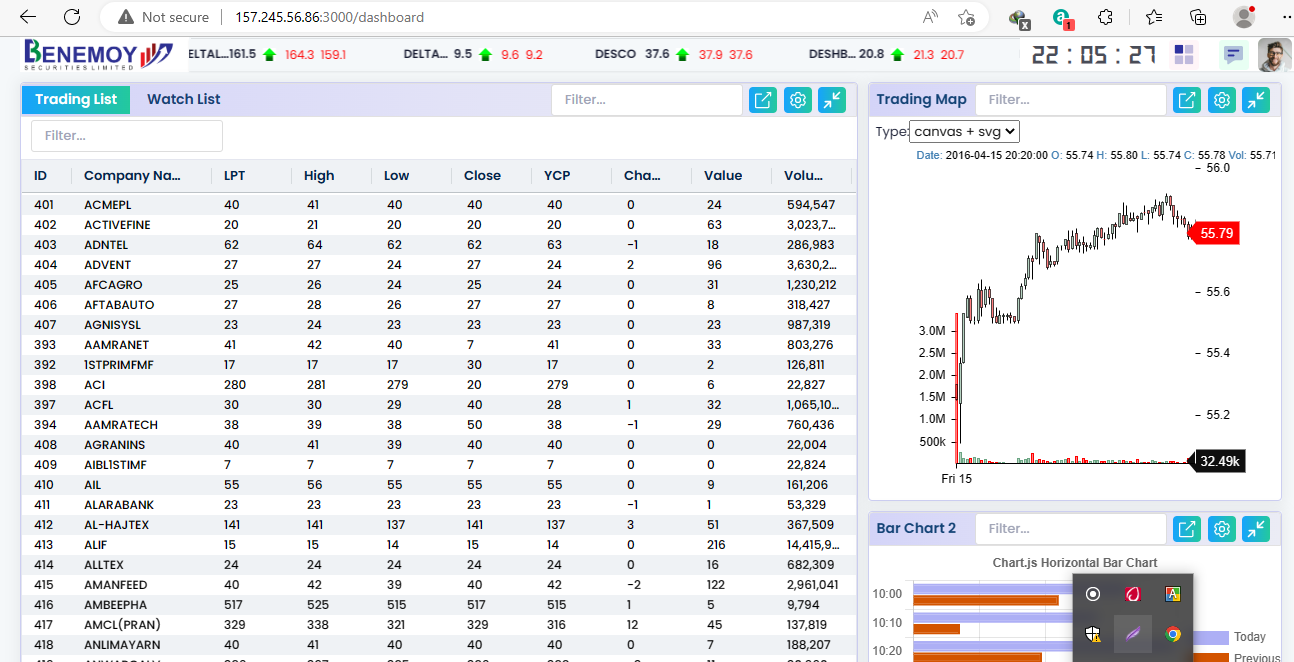 Not secure | 157.245.56.86:3000/dashboard
BENEMOY
SECURITIES LIMITED
ELTAL...161.5 164.3 159.1 DELTA... 9.5 9.6 9.2 DESCO 37.6 37.9 37.6 DESHB... 20.8 21.3 20.7
22:05:27
Trading List Watch List Filter...
Filter...
ID Company Na... LPT High Low Close YCP Cha... Value Volu...
401 ACMEPL 40 41 40 40 40 0 24 594,547
402 ACTIVEFINE 20 21 20 20 20 0 63 3,023,7...
403 ADNTEL 62 64 62 62 63 -1 18 286,983
404 ADVENT 27 27 24 27 24 2 96 3,630,2...
405 AFCAGRO 25 26 24 25 24 0 31 1,230,212
406 AFTABAUTO 27 28 26 27 27 0 8 318,427
407 AGNISYSL 23 24 23 23 23 0 23 987,319
393 AAMRANET 41 42 40 7 41 0 33 803,276
392 1STPRIMFMF 17 17 17 30 17 0 2 126,811
398 ACI 280 281 279 20 279 0 6 22,827
397 ACFL 30 30 29 40 28 1 32 1,065,10...
394 AAMRATECH 38 39 38 50 38 -1 29 760,436
408 AGRANINS 40 41 39 40 40 0 0 22,004
409 AIBL1STIMF 7 7 7 7 7 0 0 22,824
410 AIL 55 56 55 55 55 0 9 161,206
411 ALARABANK 23 23 23 23 23 -1 1 53,329
412 AL-HAJTEX 141 141 137 141 137 3 51 367,509
413 ALIF 15 15 14 15 14 0 216 14,415,9...
414 ALLTEX 24 24 24 24 24 0 16 682,309
415 AMANFEED 40 42 39 40 42 -2 122 2,961,041
416 AMBEEPHA 517 525 515 517 515 1 5 9,794
417 AMCL(PRAN) 329 338 321 329 316 12 45 137,819
418 ANLIMAYARN 40 41 40 40 40 0 7 188,207
Trading Map Filter...
Type: canvas + svg
Date: 2016-04-15 20:20:00 O: 55.74 H: 55.80 L: 55.74 C: 55.78 Vol: 55.71
56.0
55.79
55.6
3.0M
55.4
2.5M
2.0M
1.5M
55.2
1.0M
500k
32.49k
Fri 15
Bar Chart 2 Filter...
Chart.js Horizontal Bar Chart
10:00
10:10
10:20
Today
Previous